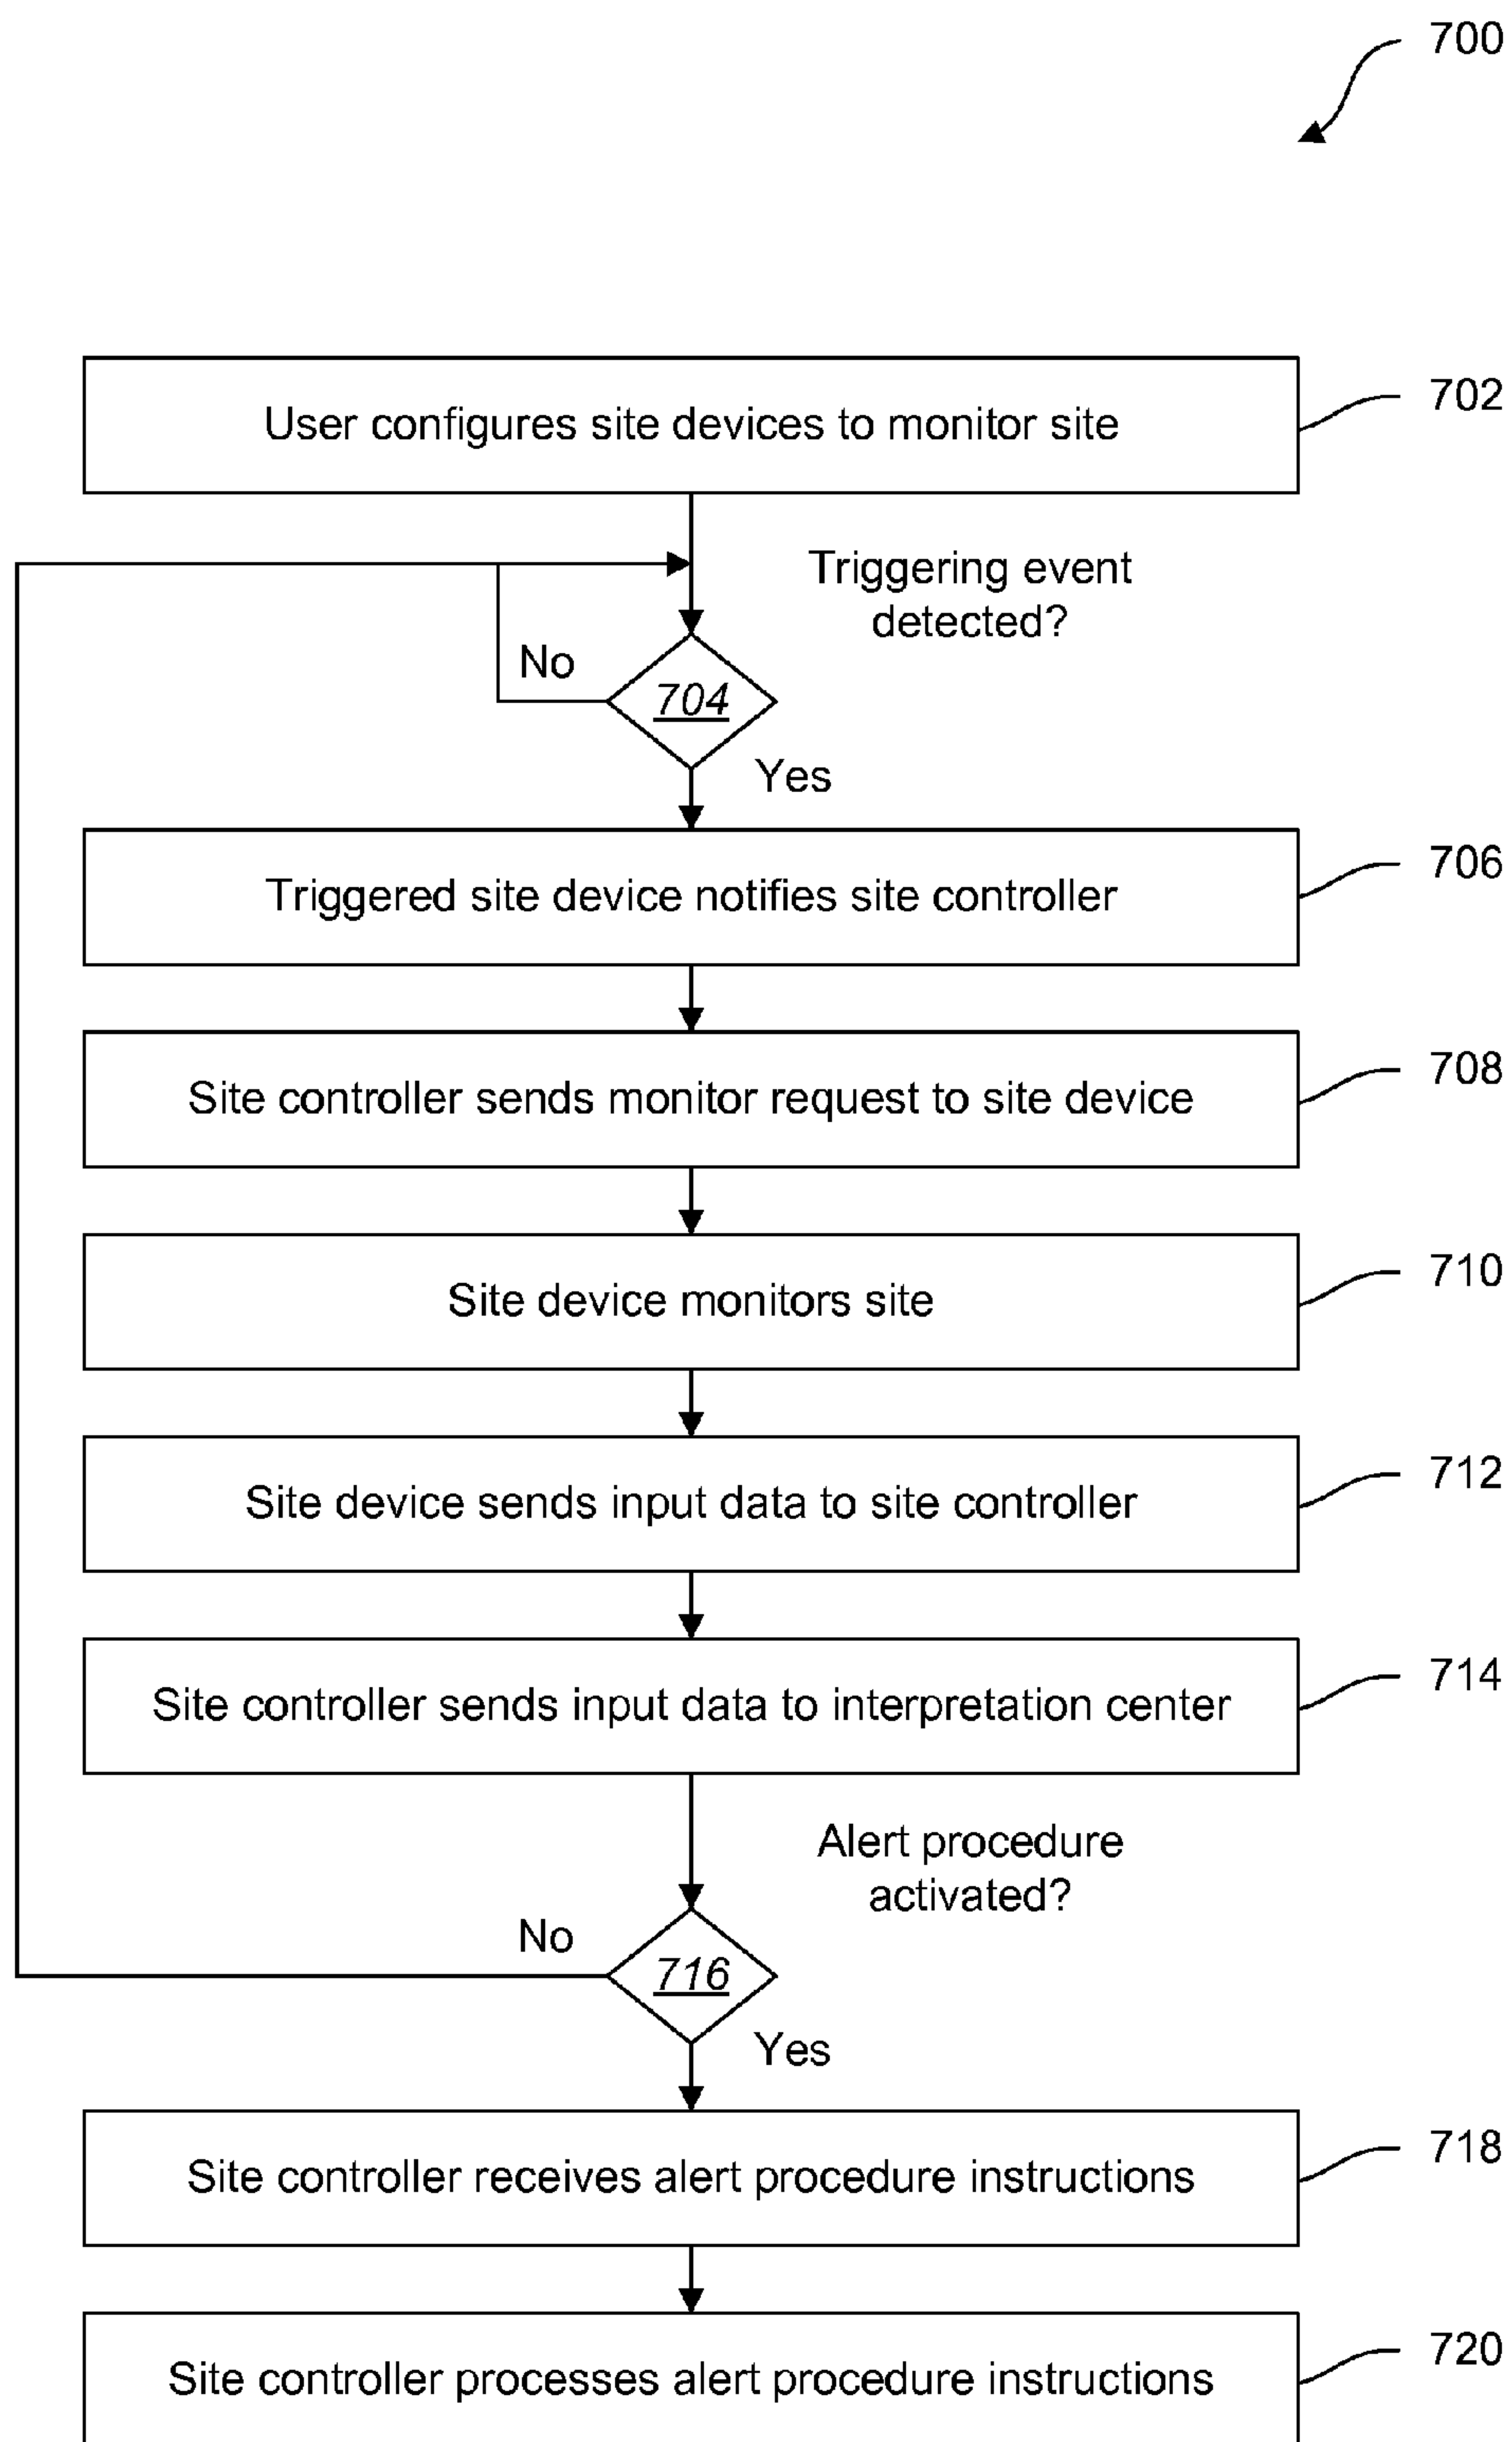 700
User configures site devices to monitor site
702
Triggering event
detected?
No
704
Yes
Triggered site device notifies site controller
706
Site controller sends monitor request to site device
708
Site device monitors site
710
Site device sends input data to site controller
712
Site controller sends input data to interpretation center
714
Alert procedure
activated?
No
716
Yes
Site controller receives alert procedure instructions
718
Site controller processes alert procedure instructions
720